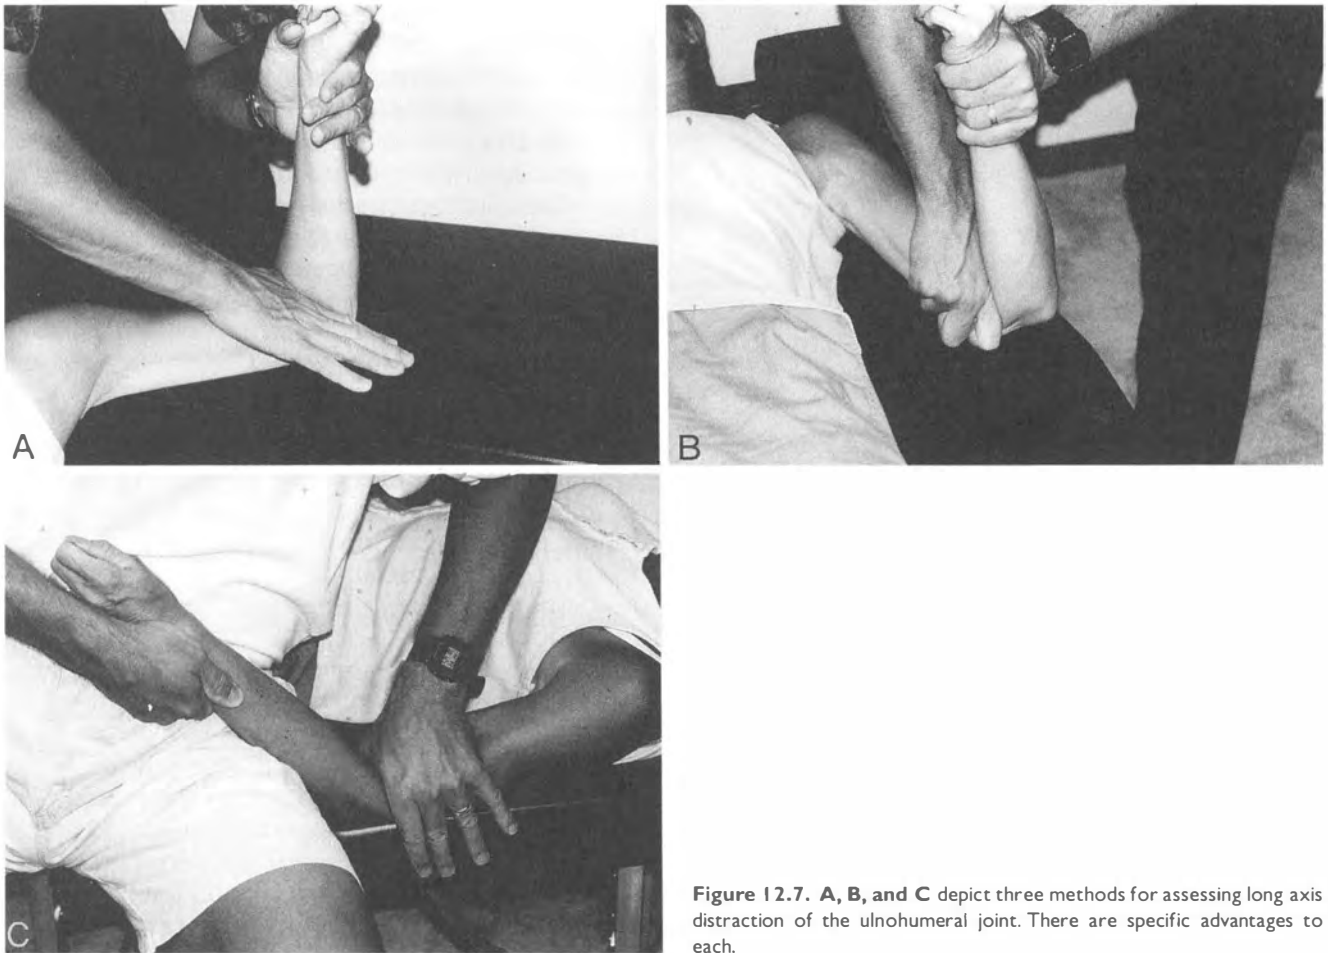 A
B
C
Figure 12.7. A, B, and C depict three methods for assessing long axis
distraction of the ulnohumeral joint. There are specific advantages to
each.